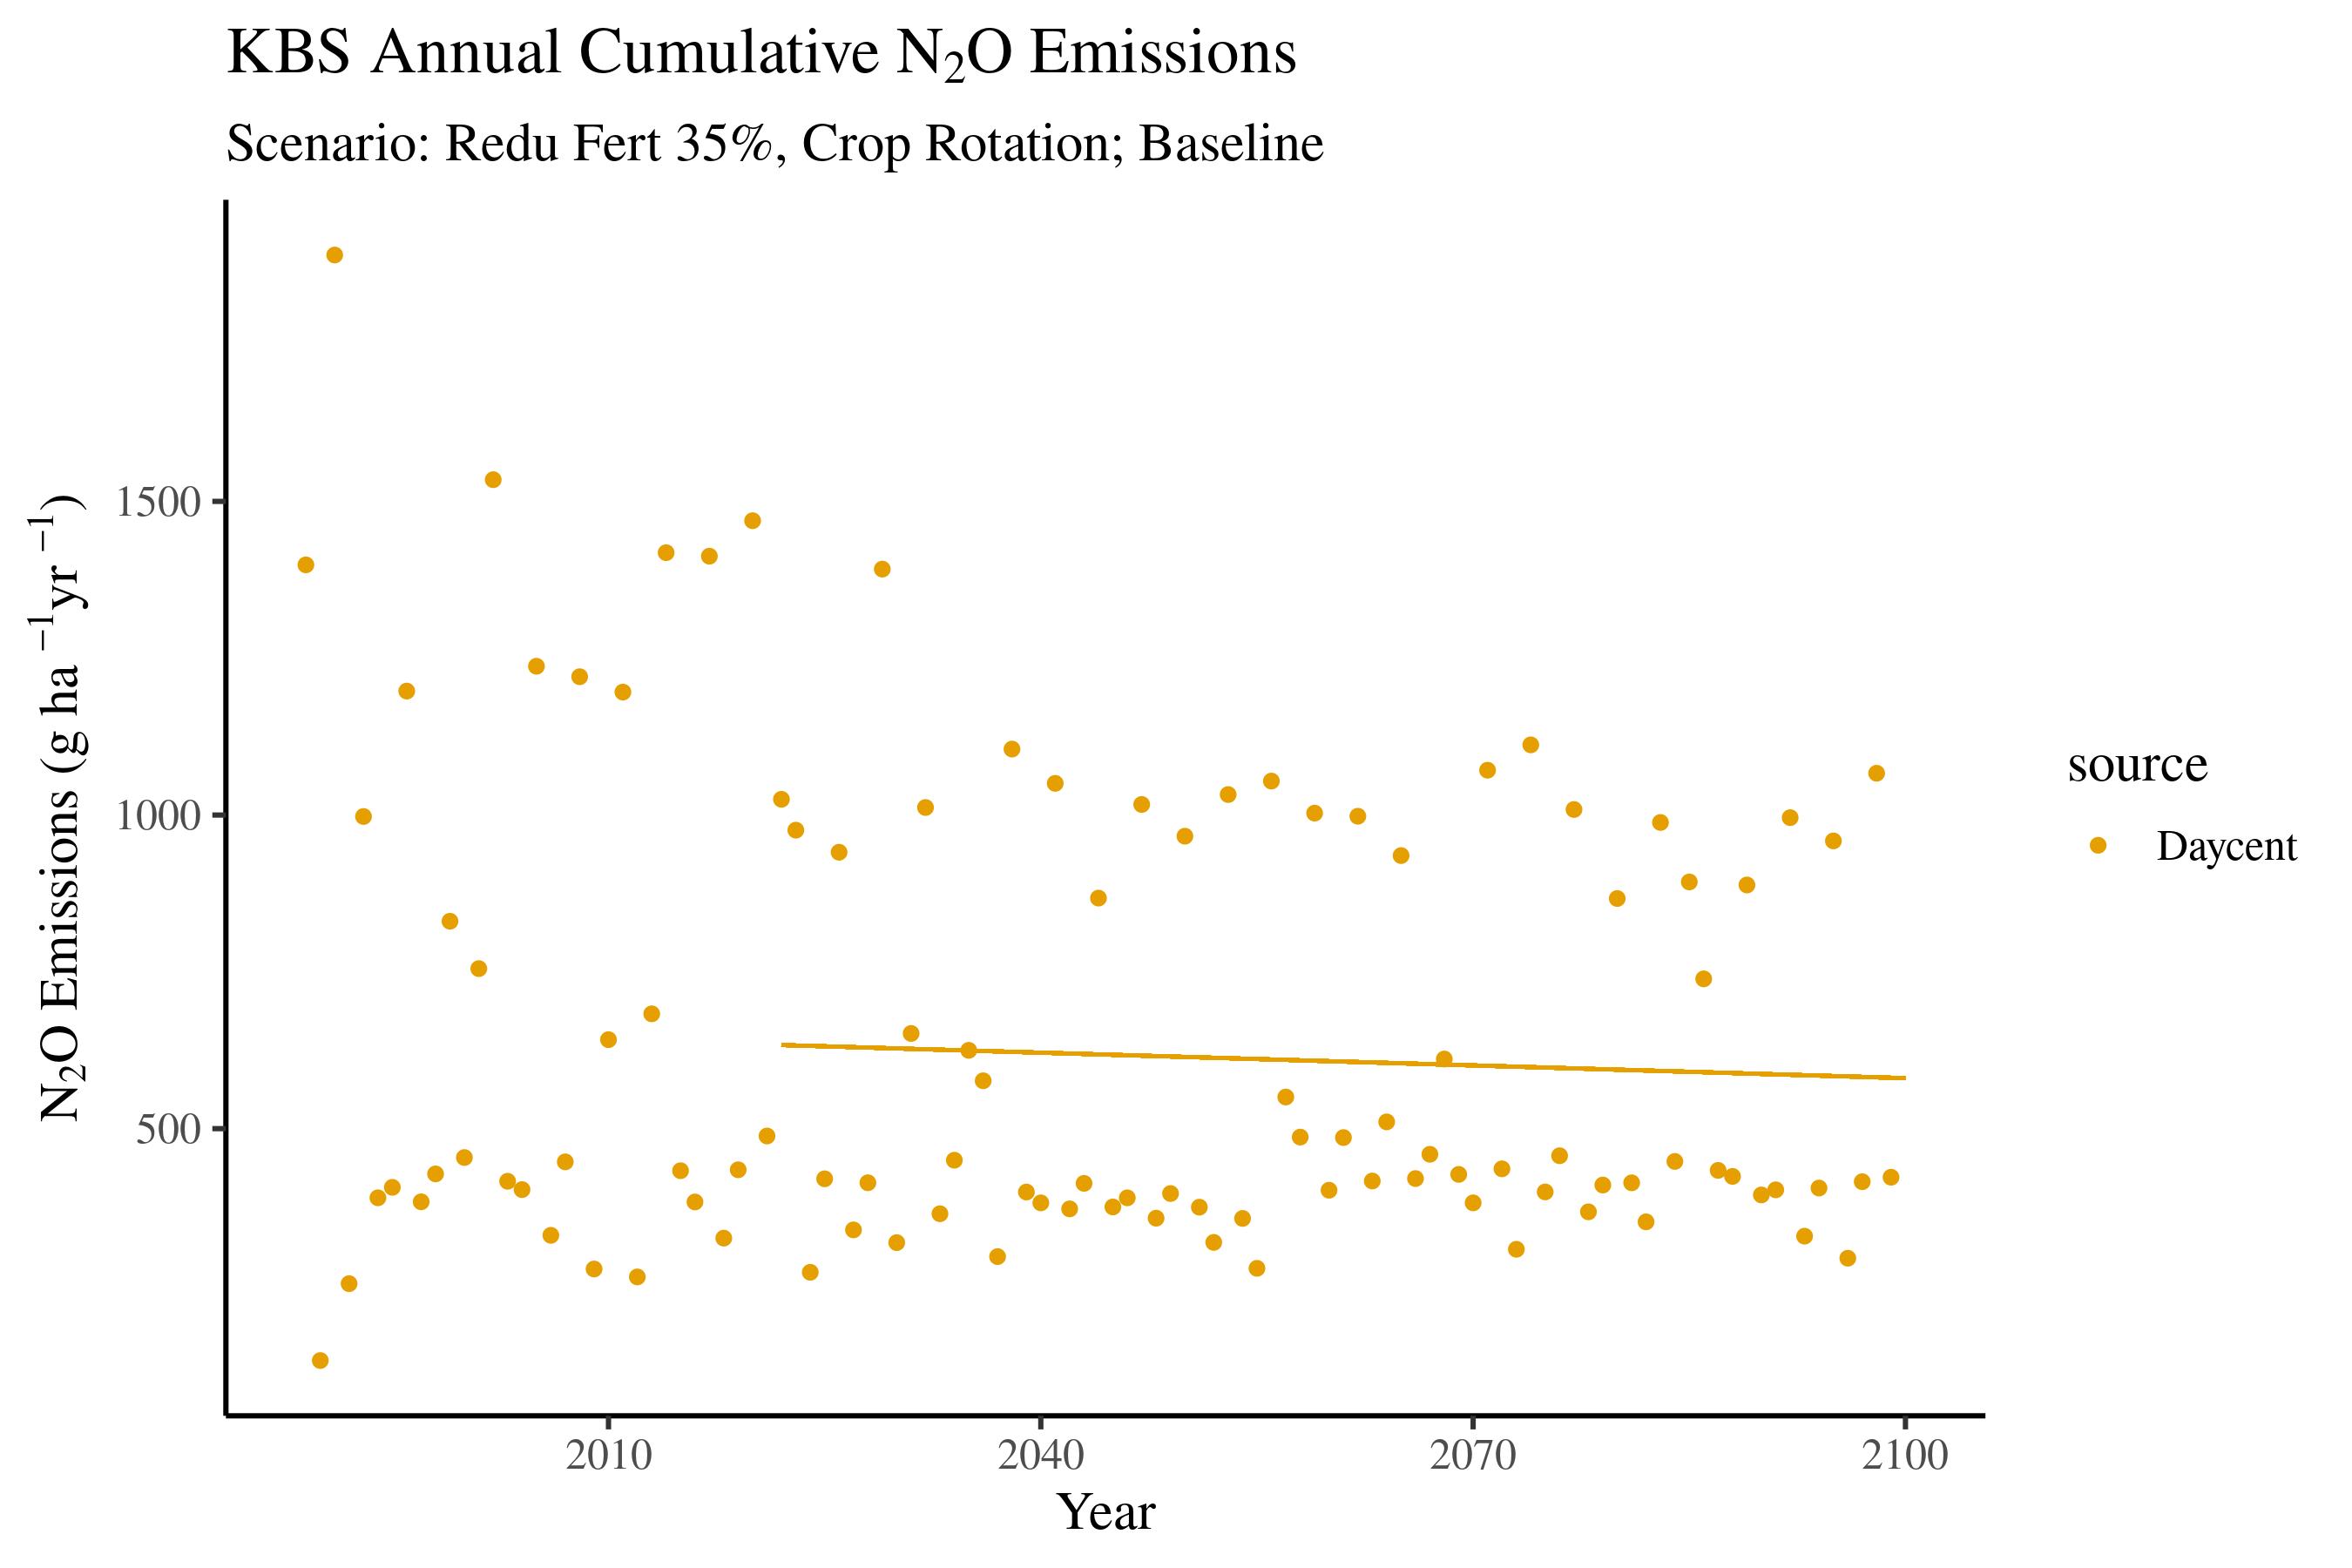 KBS Annual Cumulative N₂O Emissions
Scenario: Redu Fert 35%, Crop Rotation; Baseline
N₂O Emissions (g ha⁻¹yr⁻¹)
1500
1000
500
2010 2040 2070 2100
Year
source
Daycent